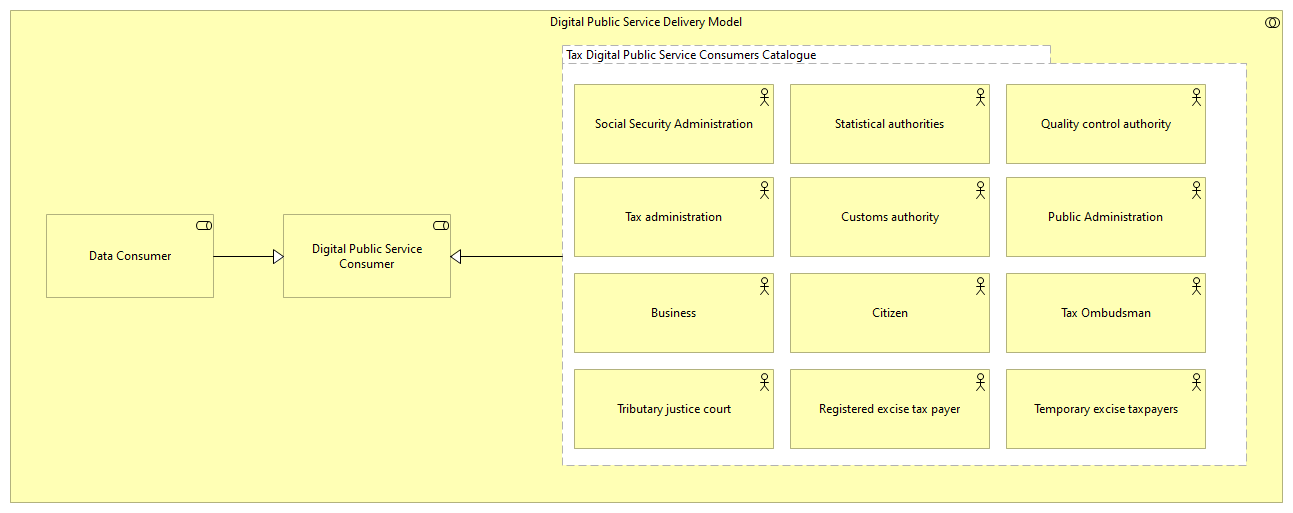 Digital Public Service Delivery Model
Tax Digital Public Service Consumers Catalogue
Social Security Administration
Statistical authorities
Quality control authority
Tax administration
Customs authority
Public Administration
Data Consumer
Digital Public Service
Consumer
Business
Citizen
Tax Ombudsman
Tributary justice court
Registered excise tax payer
Temporary excise taxpayers